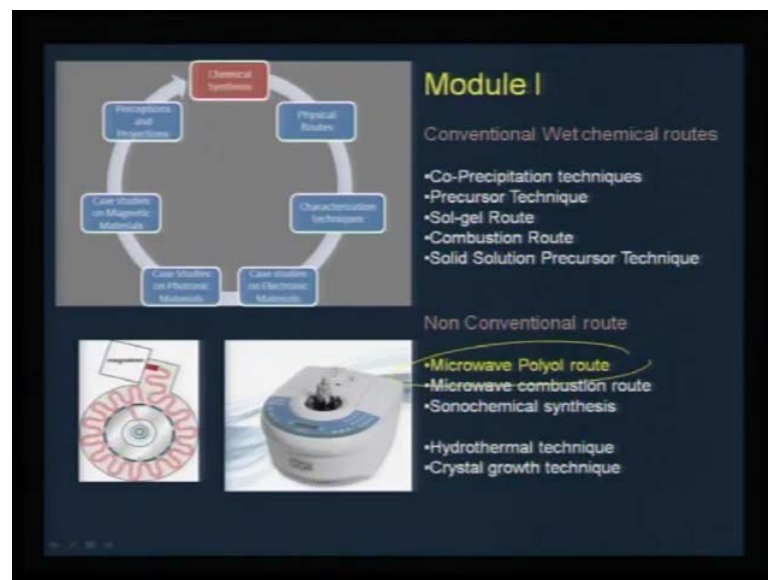 Chemical
Synthesis
Physical
Routes
Characterization
techniques
Case studies
on Electronic
Materials
Case Studies
on Photonic
Materials
Case studies
on Magnetic
Materials
Perceptions
and
Projections
Module I
Conventional Wet chemical routes
•Co-Precipitation techniques
•Precursor Technique
•Sol-gel Route
•Combustion Route
•Solid Solution Precursor Technique
Non Conventional route
•Microwave Polyol route
•Microwave combustion route
•Sonochemical synthesis
•Hydrothermal technique
•Crystal growth technique